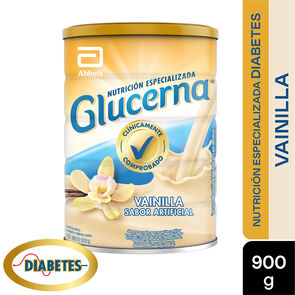 Abbott
NUTRICIÓN ESPECIALIZADA
Glucerna
CLÍNICAMENTE
COMPROBADO
VAINILLA
SABOR ARTIFICIAL
DIABETES
NUTRICIÓN ESPECIALIZADA DIABETES
VAINILLA
900
g